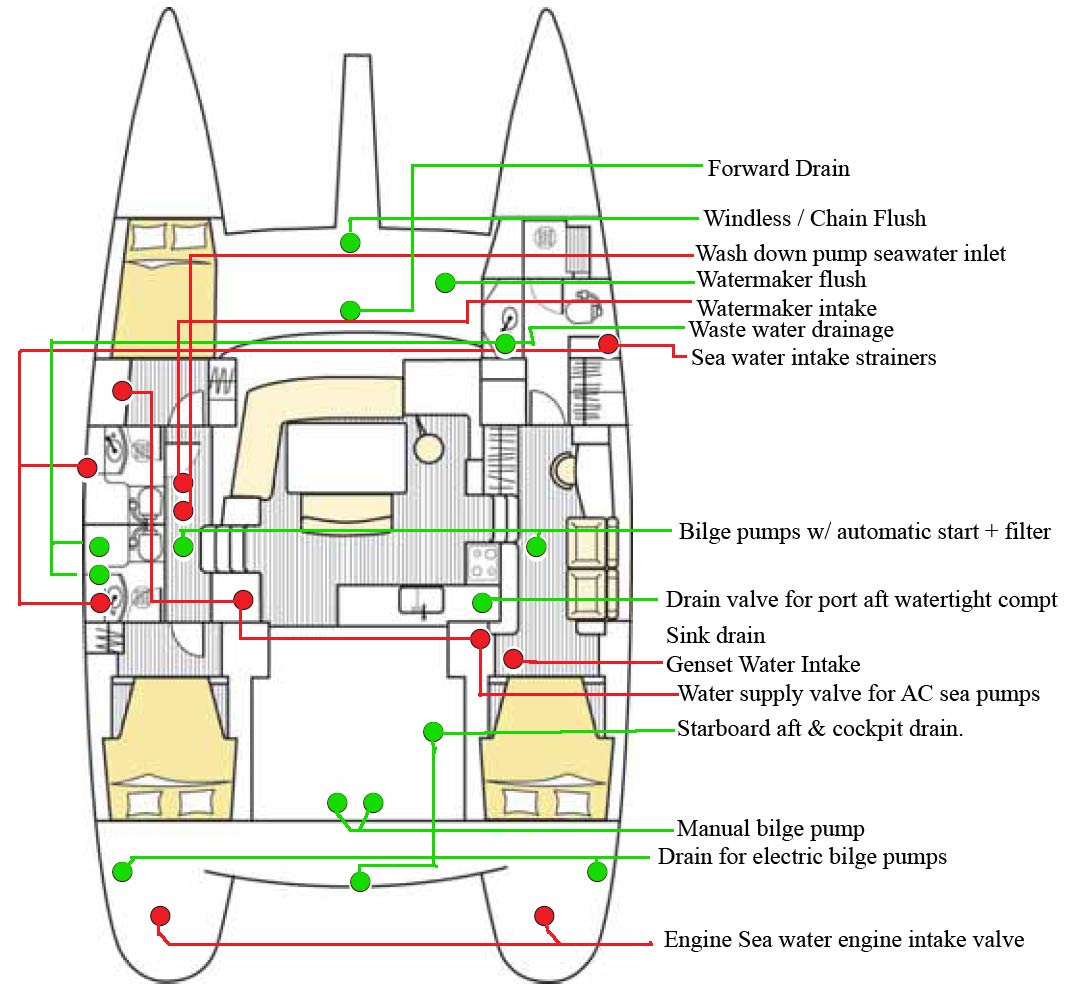 Forward Drain
Windless / Chain Flush
Wash down pump seawater inlet
Watermaker flush
Watermaker intake
Waste water drainage
Sea water intake strainers
Bilge pumps w/ automatic start + filter
Drain valve for port aft watertight compt
Sink drain
Genset Water Intake
Water supply valve for AC sea pumps
Starboard aft & cockpit drain.
Manual bilge pump
Drain for electric bilge pumps
Engine Sea water engine intake valve